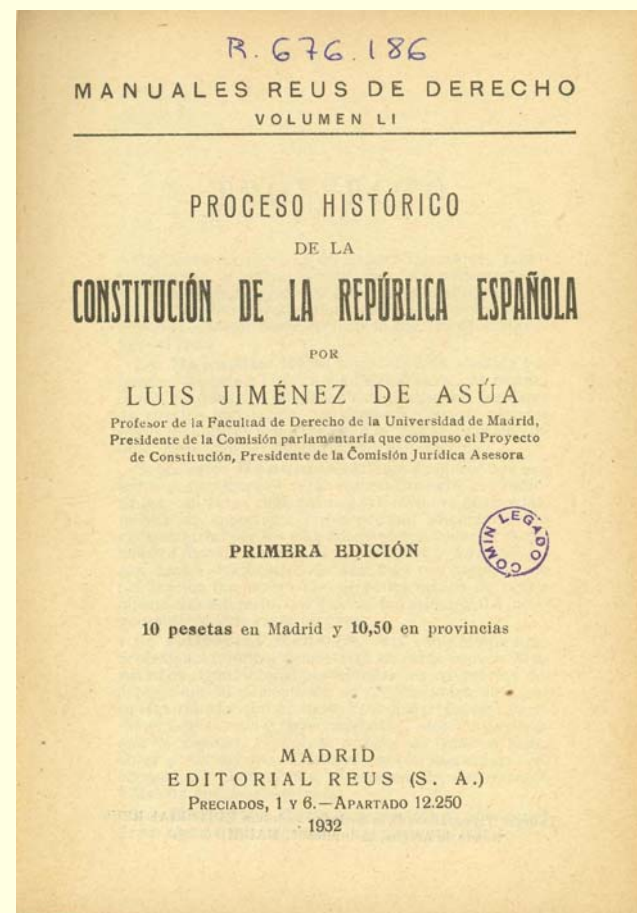 R. 676.186
MANUALES REUS DE DERECHO
VOLUMEN LI
PROCESO HISTÓRICO
DE LA
CONSTITUCIÓN DE LA REPÚBLICA ESPAÑOLA
POR
LUIS JIMÉNEZ DE ASÚA
Profesor de la Facultad de Derecho de la Universidad de Madrid,
Presidente de la Comisión parlamentaria que compuso el Proyecto
de Constitución, Presidente de la Comisión Jurídica Asesora
PRIMERA EDICIÓN
LEGADO COMIN
10 pesetas en Madrid y 10,50 en provincias
MADRID
EDITORIAL REUS (S. A.)
PRECIADOS, 1 Y 6.—APARTADO 12.250
1932